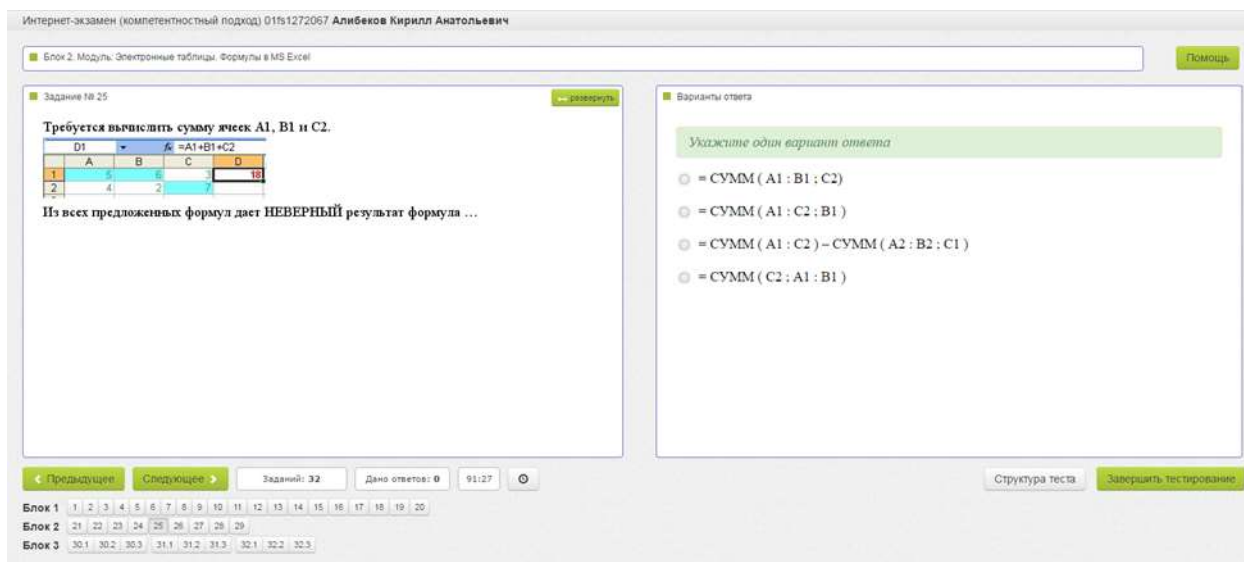 Интернет-экзамен (компетентностный подход) 01fs1272067 Алибеков Кирилл Анатольевич
Блок 2. Модуль: Электронные таблицы. Формулы в MS Excel
Помощь
Задание № 25
развернуть
Требуется вычислить сумму ячеек A1, B1 и C2.
D1 fx =A1+B1+C2
A B C D
1 5 6 3 18
2 4 2 7
Из всех предложенных формул дает НЕВЕРНЫЙ результат формула …
Варианты ответа
Укажите один вариант ответа
= СУММ ( A1 : B1 ; C2)
= СУММ ( A1 : C2 ; B1 )
= СУММ ( A1 : C2 ) – СУММ ( A2 : B2 ; C1 )
= СУММ ( C2 ; A1 : B1 )
Предыдущее Следующее Заданий: 32 Дано ответов: 0 91:27 Структура теста Завершить тестирование
Блок 1 1 2 3 4 5 6 7 8 9 10 11 12 13 14 15 16 17 18 19 20
Блок 2 21 22 23 24 25 26 27 28 29
Блок 3 30.1 30.2 30.3 31.1 31.2 31.3 32.1 32.2 32.3